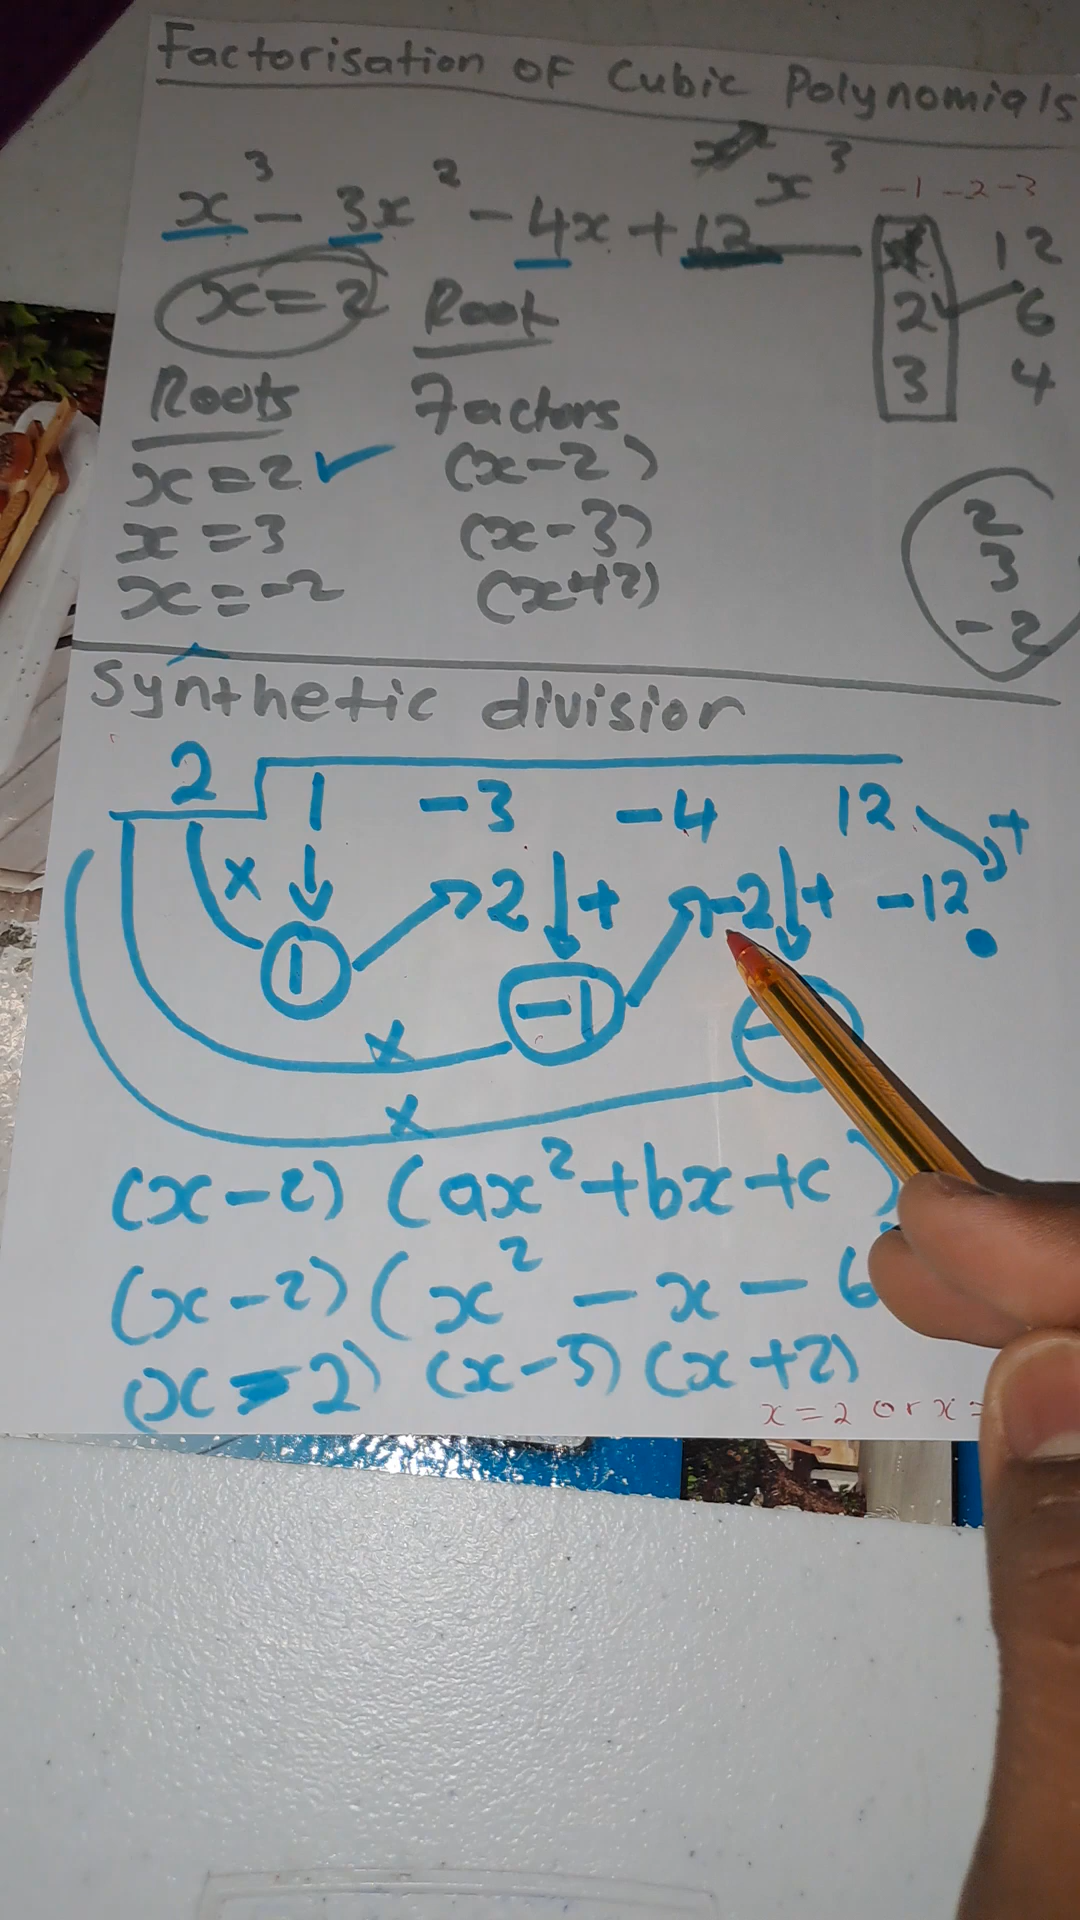 Factorisation of Cubic Polynomials
x³ - 3x² - 4x + 12
x³
-1 -2 -3
12
2 6
3 4
x = 2 Root
Roots Factors
x = 2 ✓ (x-2)
x = 3 (x-3)
x = -2 (x+2)
2
3
-2
Synthetic division
2 1 -3 -4 12 +
x 2 + -2 + -12
1 -1 -
x
x
(x-2) (ax² + bx + c )
(x-2) (x² - x - 6
(x - 2) (x-3) (x+2)
x = 2 or x =